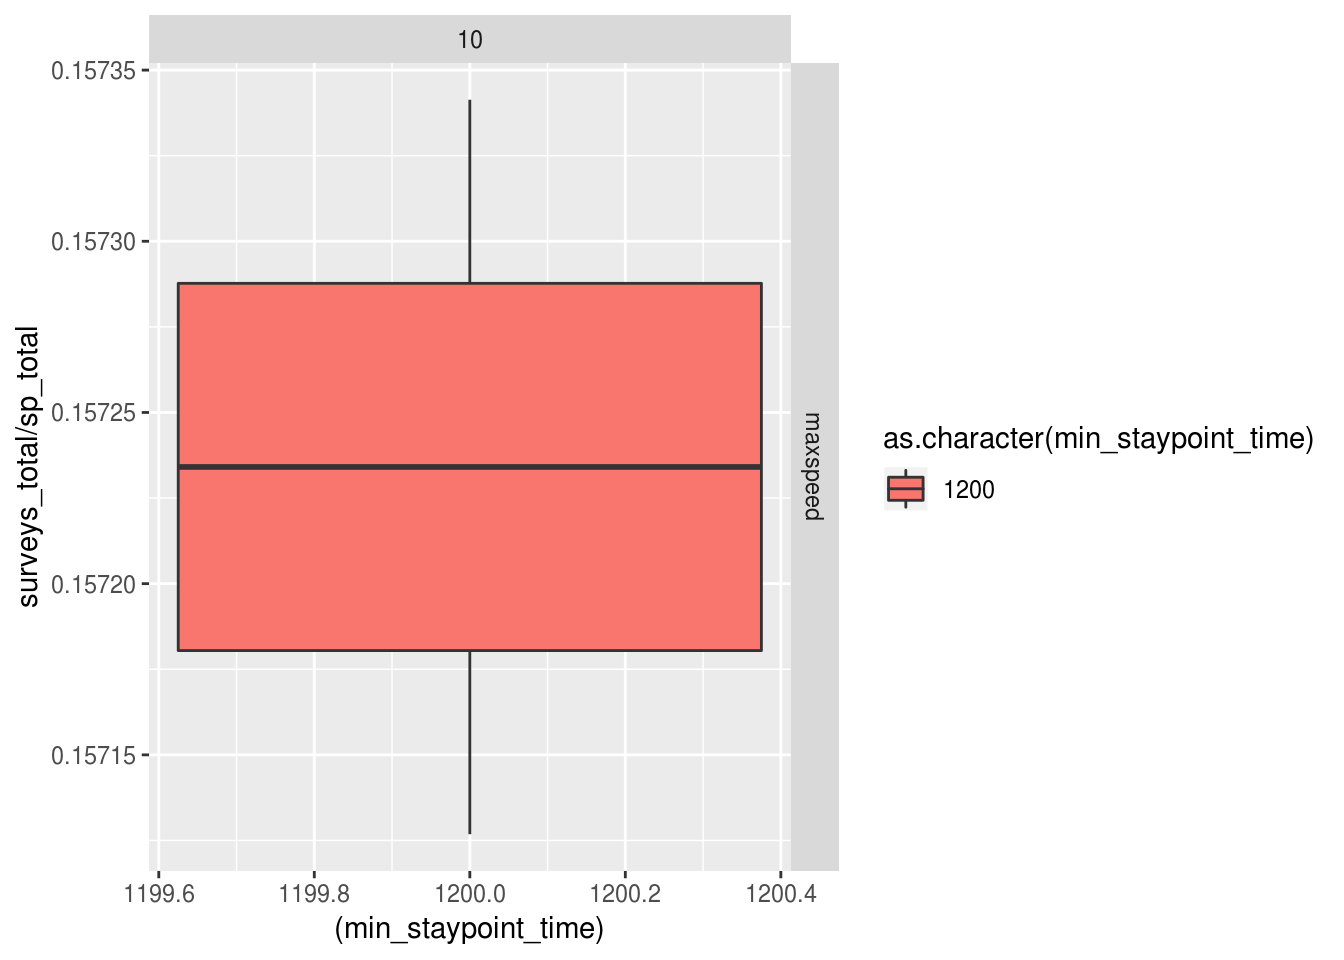 10
0.15735
0.15730
0.15725
0.15720
0.15715
surveys_total/sp_total
maxspeed
1199.6 1199.8 1200.0 1200.2 1200.4
(min_staypoint_time)
as.character(min_staypoint_time)
1200